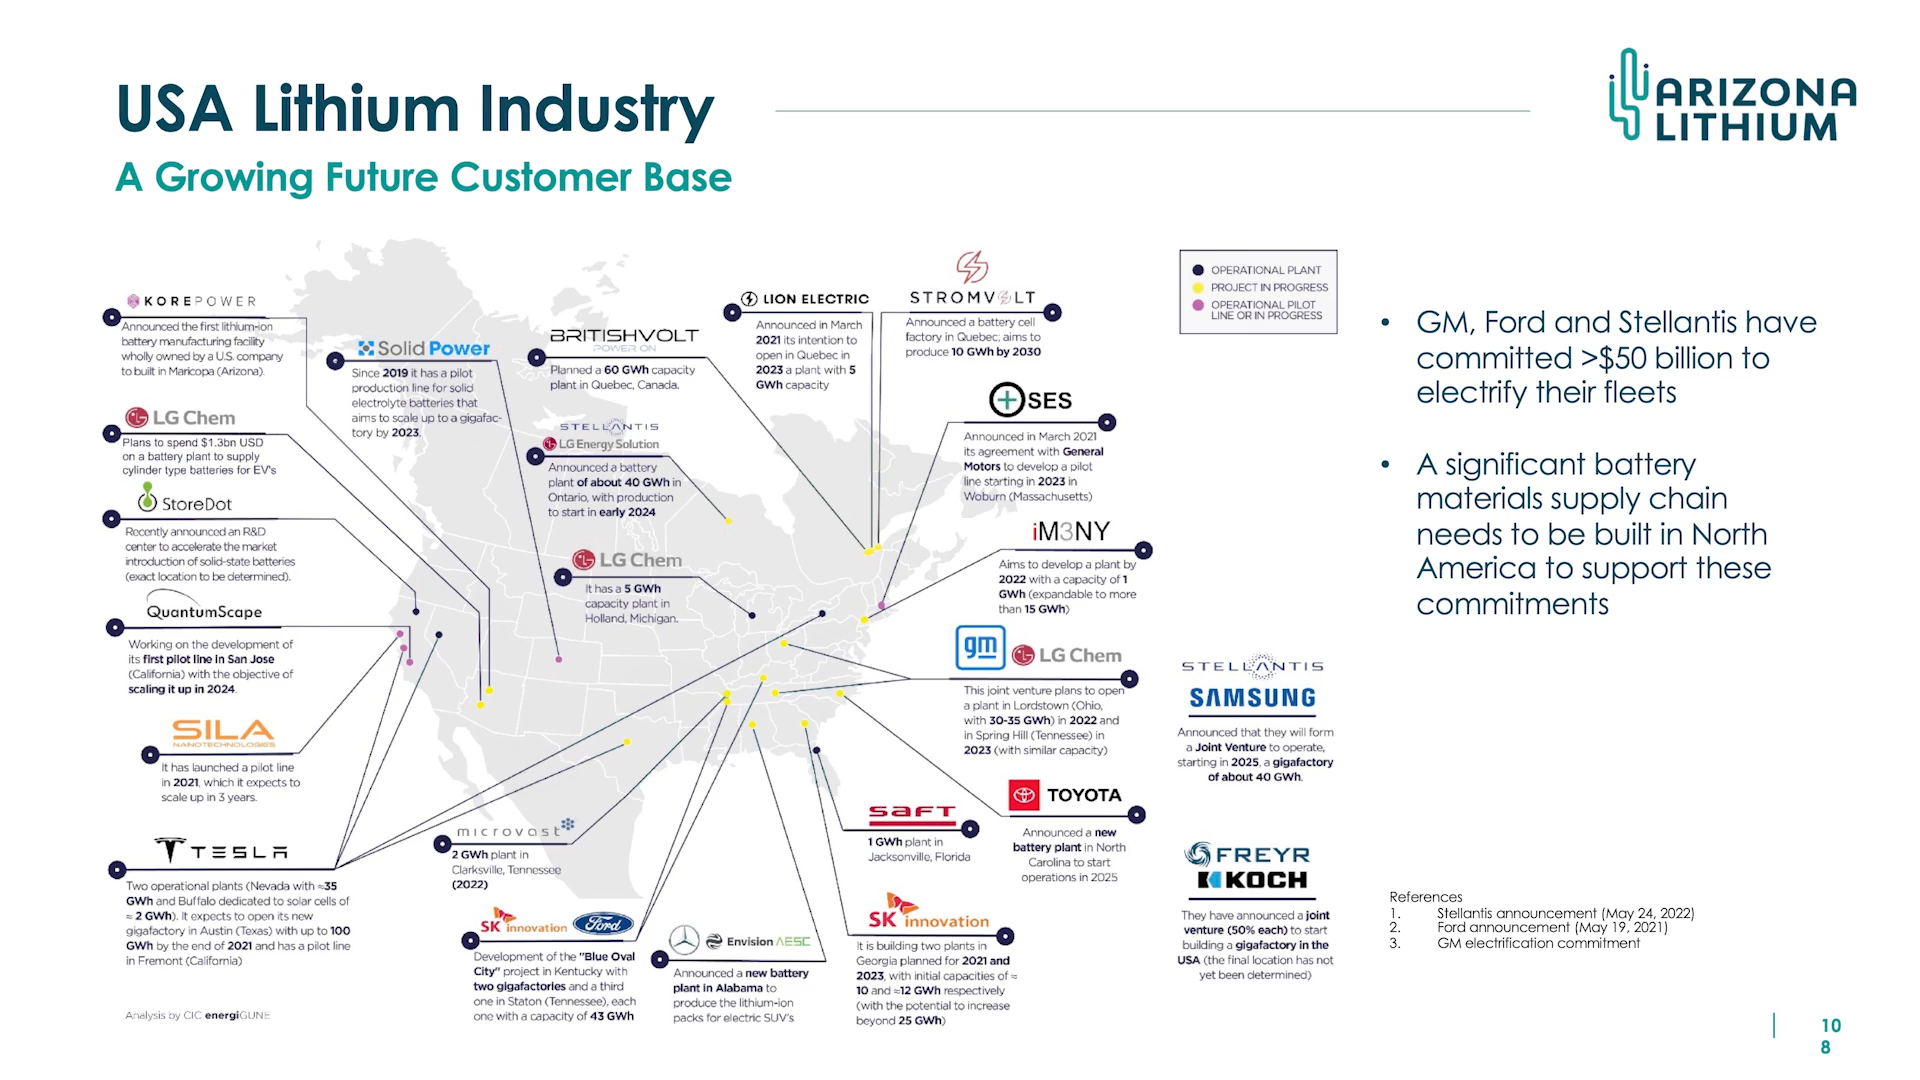 USA Lithium Industry
A Growing Future Customer Base
ARIZONA
LITHIUM
KOREPOWER
Announced the first lithium-ion
battery manufacturing facility
wholly owned by a U.S. company
to built in Maricopa (Arizona).
LG Chem
Plans to spend $1.3bn USD
on a battery plant to supply
cylinder type batteries for EV's
StoreDot
Recently announced an R&D
center to accelerate the market
introduction of solid-state batteries
(exact location to be determined).
QuantumScape
Working on the development of
its first pilot line in San Jose
(California) with the objective of
scaling it up in 2024.
SILA
NANOTECHNOLOGIES
It has launched a pilot line
in 2021, which it expects to
scale up in 3 years.
TESLA
Two operational plants (Nevada with ≈35
GWh and Buffalo dedicated to solar cells of
≈ 2 GWh). It expects to open its new
gigafactory in Austin (Texas) with up to 100
GWh by the end of 2021 and has a pilot line
in Fremont (California)
Analysis by CIC energiGUNE
Solid Power
Since 2019 it has a pilot
production line for solid
electrolyte batteries that
aims to scale up to a gigafac-
tory by 2023.
BRITISHVOLT
POWER ON
Planned a 60 GWh capacity
plant in Quebec, Canada.
STELLANTIS
LG Energy Solution
Announced a battery
plant of about 40 GWh in
Ontario, with production
to start in early 2024
LG Chem
It has a 5 GWh
capacity plant in
Holland, Michigan.
LION ELECTRIC
Announced in March
2021 its intention to
open in Quebec in
2023 a plant with 5
GWh capacity
STROMVOLT
Announced a battery cell
factory in Quebec; aims to
produce 10 GWh by 2030
SES
Announced in March 2021
its agreement with General
Motors to develop a pilot
line starting in 2023 in
Woburn (Massachusetts)
iM3NY
Aims to develop a plant by
2022 with a capacity of 1
GWh (expandable to more
than 15 GWh)
gm
LG Chem
This joint venture plans to open
a plant in Lordstown (Ohio,
with 30-35 GWh) in 2022 and
in Spring Hill (Tennessee) in
2023 (with similar capacity)
TOYOTA
Announced a new
battery plant in North
Carolina to start
operations in 2025
SAFT
1 GWh plant in
Jacksonville, Florida
microvast
2 GWh plant in
Clarksville, Tennessee
(2022)
SK innovation
Ford
Development of the "Blue Oval
City" project in Kentucky with
two gigafactories and a third
one in Staton (Tennessee), each
one with a capacity of 43 GWh
Envision AESC
Announced a new battery
plant in Alabama to
produce the lithium-ion
packs for electric SUV's
SK innovation
It is building two plants in
Georgia planned for 2021 and
2023, with initial capacities of ≈
10 and ≈12 GWh respectively
(with the potential to increase
beyond 25 GWh)
OPERATIONAL PLANT
PROJECT IN PROGRESS
OPERATIONAL PILOT
LINE OR IN PROGRESS
STELLANTIS
SAMSUNG
Announced that they will form
a Joint Venture to operate,
starting in 2025, a gigafactory
of about 40 GWh.
FREYR
KOCH
They have announced a joint
venture (50% each) to start
building a gigafactory in the
USA (the final location has not
yet been determined)
• GM, Ford and Stellantis have
committed >$50 billion to
electrify their fleets
• A significant battery
materials supply chain
needs to be built in North
America to support these
commitments
References
1. Stellantis announcement (May 24, 2022)
2. Ford announcement (May 19, 2021)
3. GM electrification commitment
10
8